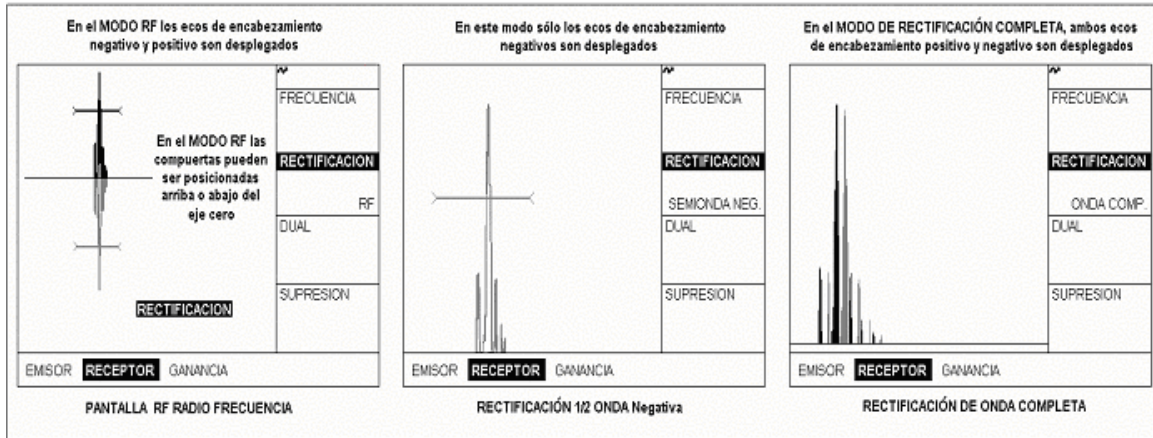 En el MODO RF los ecos de encabezamiento
negativo y positivo son desplegados
FRECUENCIA
En el MODO RF las
compuertas pueden
ser posicionadas
arriba o abajo del
eje cero
RECTIFICACION
RF
DUAL
SUPRESION
RECTIFICACION
EMISOR RECEPTOR GANANCIA
PANTALLA RF RADIO FRECUENCIA
En este modo sólo los ecos de encabezamiento
negativos son desplegados
FRECUENCIA
RECTIFICACION
SEMIONDA NEG.
DUAL
SUPRESION
EMISOR RECEPTOR GANANCIA
RECTIFICACIÓN 1/2 ONDA Negativa
En el MODO DE RECTIFICACIÓN COMPLETA, ambos ecos
de encabezamiento positivo y negativo son desplegados
FRECUENCIA
RECTIFICACION
ONDA COMP.
DUAL
SUPRESION
EMISOR RECEPTOR GANANCIA
RECTIFICACIÓN DE ONDA COMPLETA